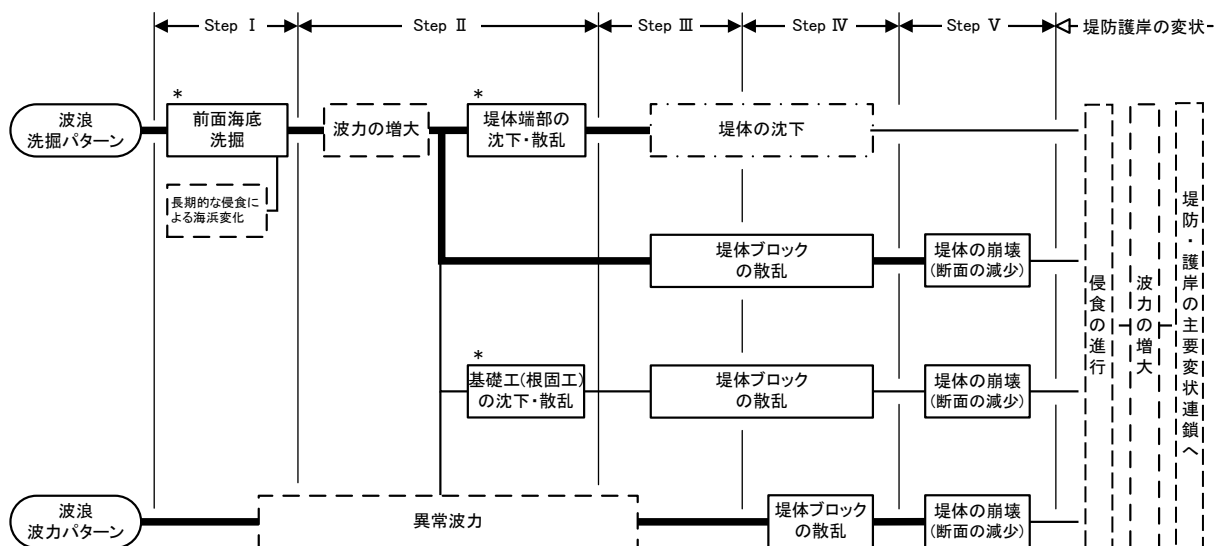 Step Ⅰ
Step Ⅱ
Step Ⅲ
Step Ⅳ
Step Ⅴ
堤防護岸の変状
波浪
洗掘パターン
*
前面海底
洗掘
長期的な侵食に
よる海浜変化
波力の増大
*
堤体端部の
沈下・散乱
堤体の沈下
堤体ブロック
の散乱
堤体の崩壊
(断面の減少)
*
基礎工(根固工)
の沈下・散乱
堤体ブロック
の散乱
堤体の崩壊
(断面の減少)
波浪
波力パターン
異常波力
堤体ブロック
の散乱
堤体の崩壊
(断面の減少)
侵食の進行
波力の増大
堤防・護岸の主要変状連鎖へ